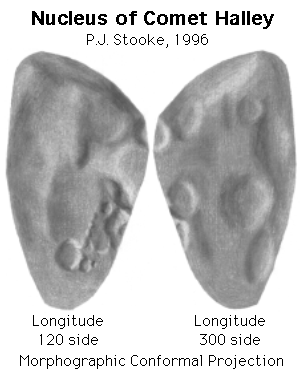 Nucleus of Comet Halley
P.J. Stooke, 1996
Longitude
120 side
Longitude
300 side
Morphographic Conformal Projection